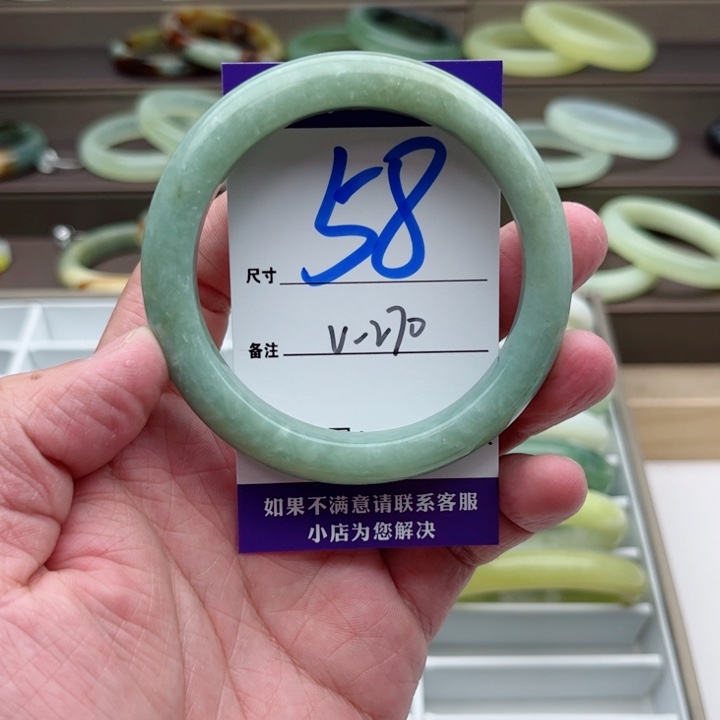 58
尺寸
备注 V-270
如果不满意请联系客服
小店为您解决